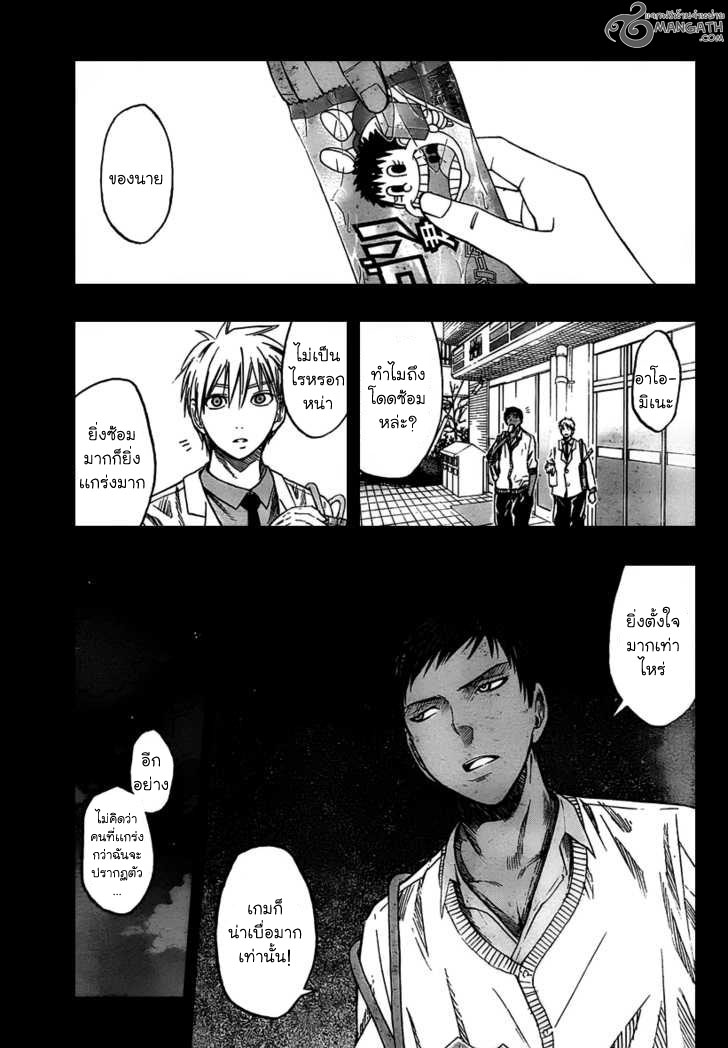 MANGATH
.COM
ของนาย
อาโอ-
มิเนะ
ทำไมถึง
โดดซ้อม
หล่ะ?
ไม่เป็น
ไรหรอก
หน่า
ยิ่งซ้อม
มากก็ยิ่ง
แกร่งมาก
ยิ่งตั้งใจ
มากเท่า
ไหร่
เกมก็
น่าเบื่อมาก
เท่านั้น!
อีก
อย่าง
ไม่คิดว่า
คนที่แกร่ง
กว่าฉันจะ
ปรากฏตัว
...